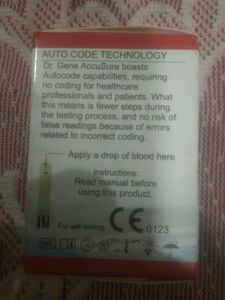 AUTO CODE TECHNOLOGY
Dr. Gene AccuSure boasts
Autocode capabilities, requiring
no coding for healthcare
professionals and patients. What
this means is fewer steps during
the testing process, and no risk of
false readings because of errors
related to incorrect coding.
Apply a drop of blood here
Instructions:
Read manual before
using this product.
For self-testing
CE 0123
IVD